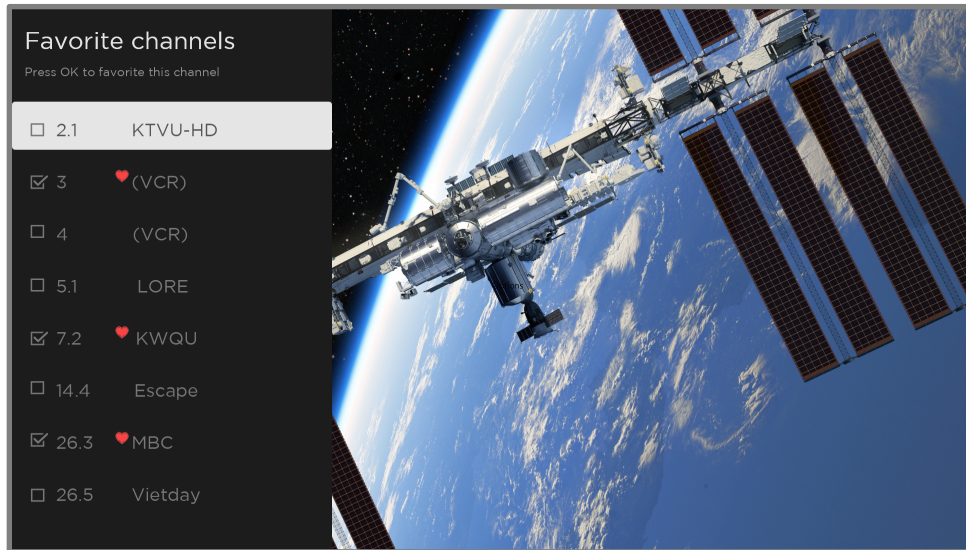 Favorite channels
Press OK to favorite this channel
2.1 KTVU-HD
3 (VCR)
4 (VCR)
5.1 LORE
7.2 KWQU
14.4 Escape
26.3 MBC
26.5 Vietday